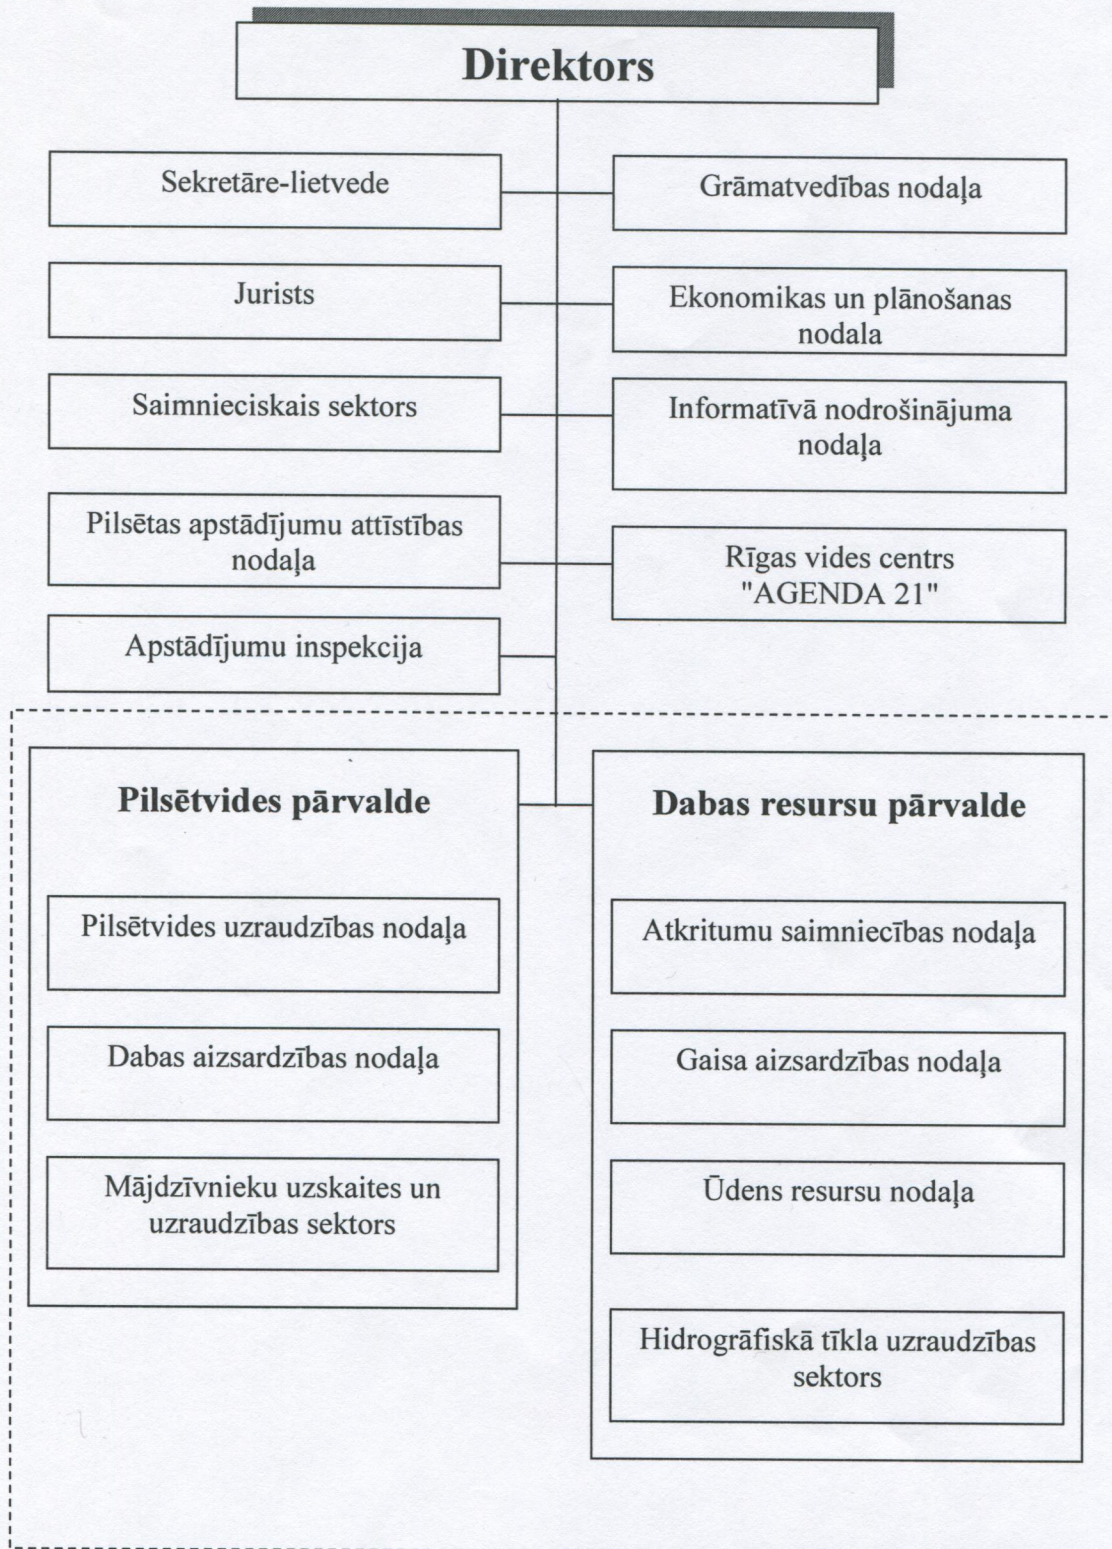 Direktors
Sekretāre-lietvede
Grāmatvedības nodaļa
Jurists
Ekonomikas un plānošanas
nodala
Saimnieciskais sektors
Informatīvā nodrošinājuma
nodaļa
Pilsētas apstādījumu attīstības
nodaļa
Rīgas vides centrs
"AGENDA 21"
Apstādījumu inspekcija
Pilsētvides pārvalde
Pilsētvides uzraudzības nodaļa
Dabas aizsardzības nodaļa
Mājdzīvnieku uzskaites un
uzraudzības sektors
Dabas resursu pārvalde
Atkritumu saimniecības nodaļa
Gaisa aizsardzības nodaļa
Ūdens resursu nodaļa
Hidrogrāfiskā tīkla uzraudzības
sektors